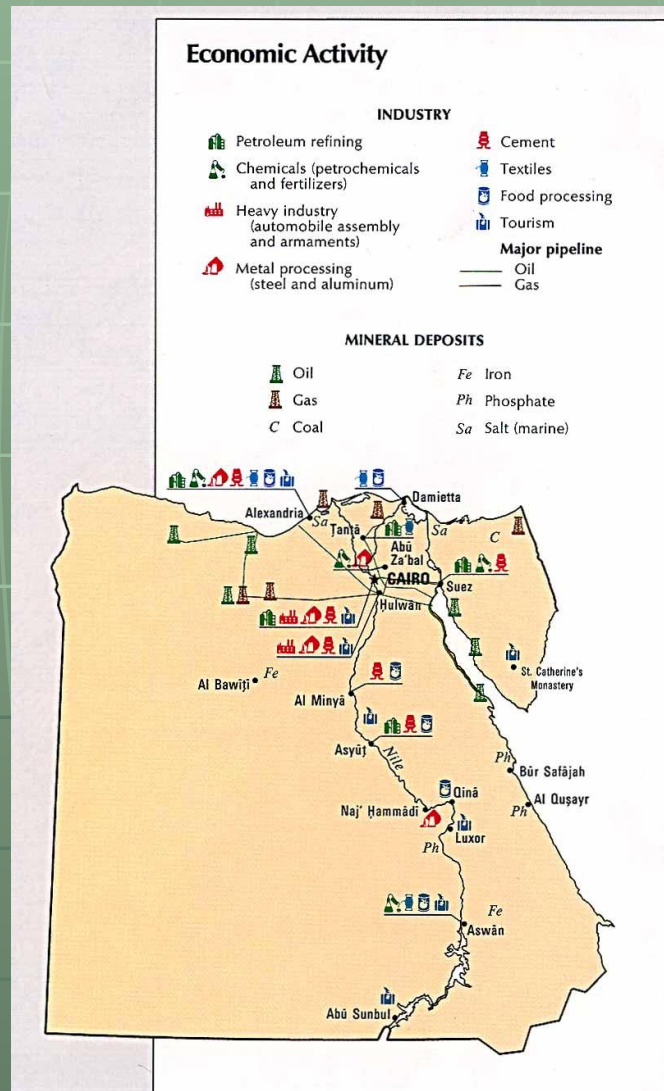 Economic Activity
INDUSTRY
Petroleum refining
Chemicals (petrochemicals
and fertilizers)
Heavy industry
(automobile assembly
and armaments)
Metal processing
(steel and aluminum)
Cement
Textiles
Food processing
Tourism
Major pipeline
Oil
Gas
MINERAL DEPOSITS
Oil
Gas
C Coal
Fe Iron
Ph Phosphate
Sa Salt (marine)
Damietta
Alexandria
Sa
Ṭanṭā
Sa
C
Abū
Za'bal
CAIRO
Suez
Ḥulwān
St. Catherine's
Monastery
Fe
Al Bawīṭi
Al Minyā
Asyūṭ
Nile
Ph
Būr Safājah
Qinā
Al Quşayr
Ph
Naj' Ḥammādi
Luxor
Ph
Fe
Aswān
Abū Sunbul